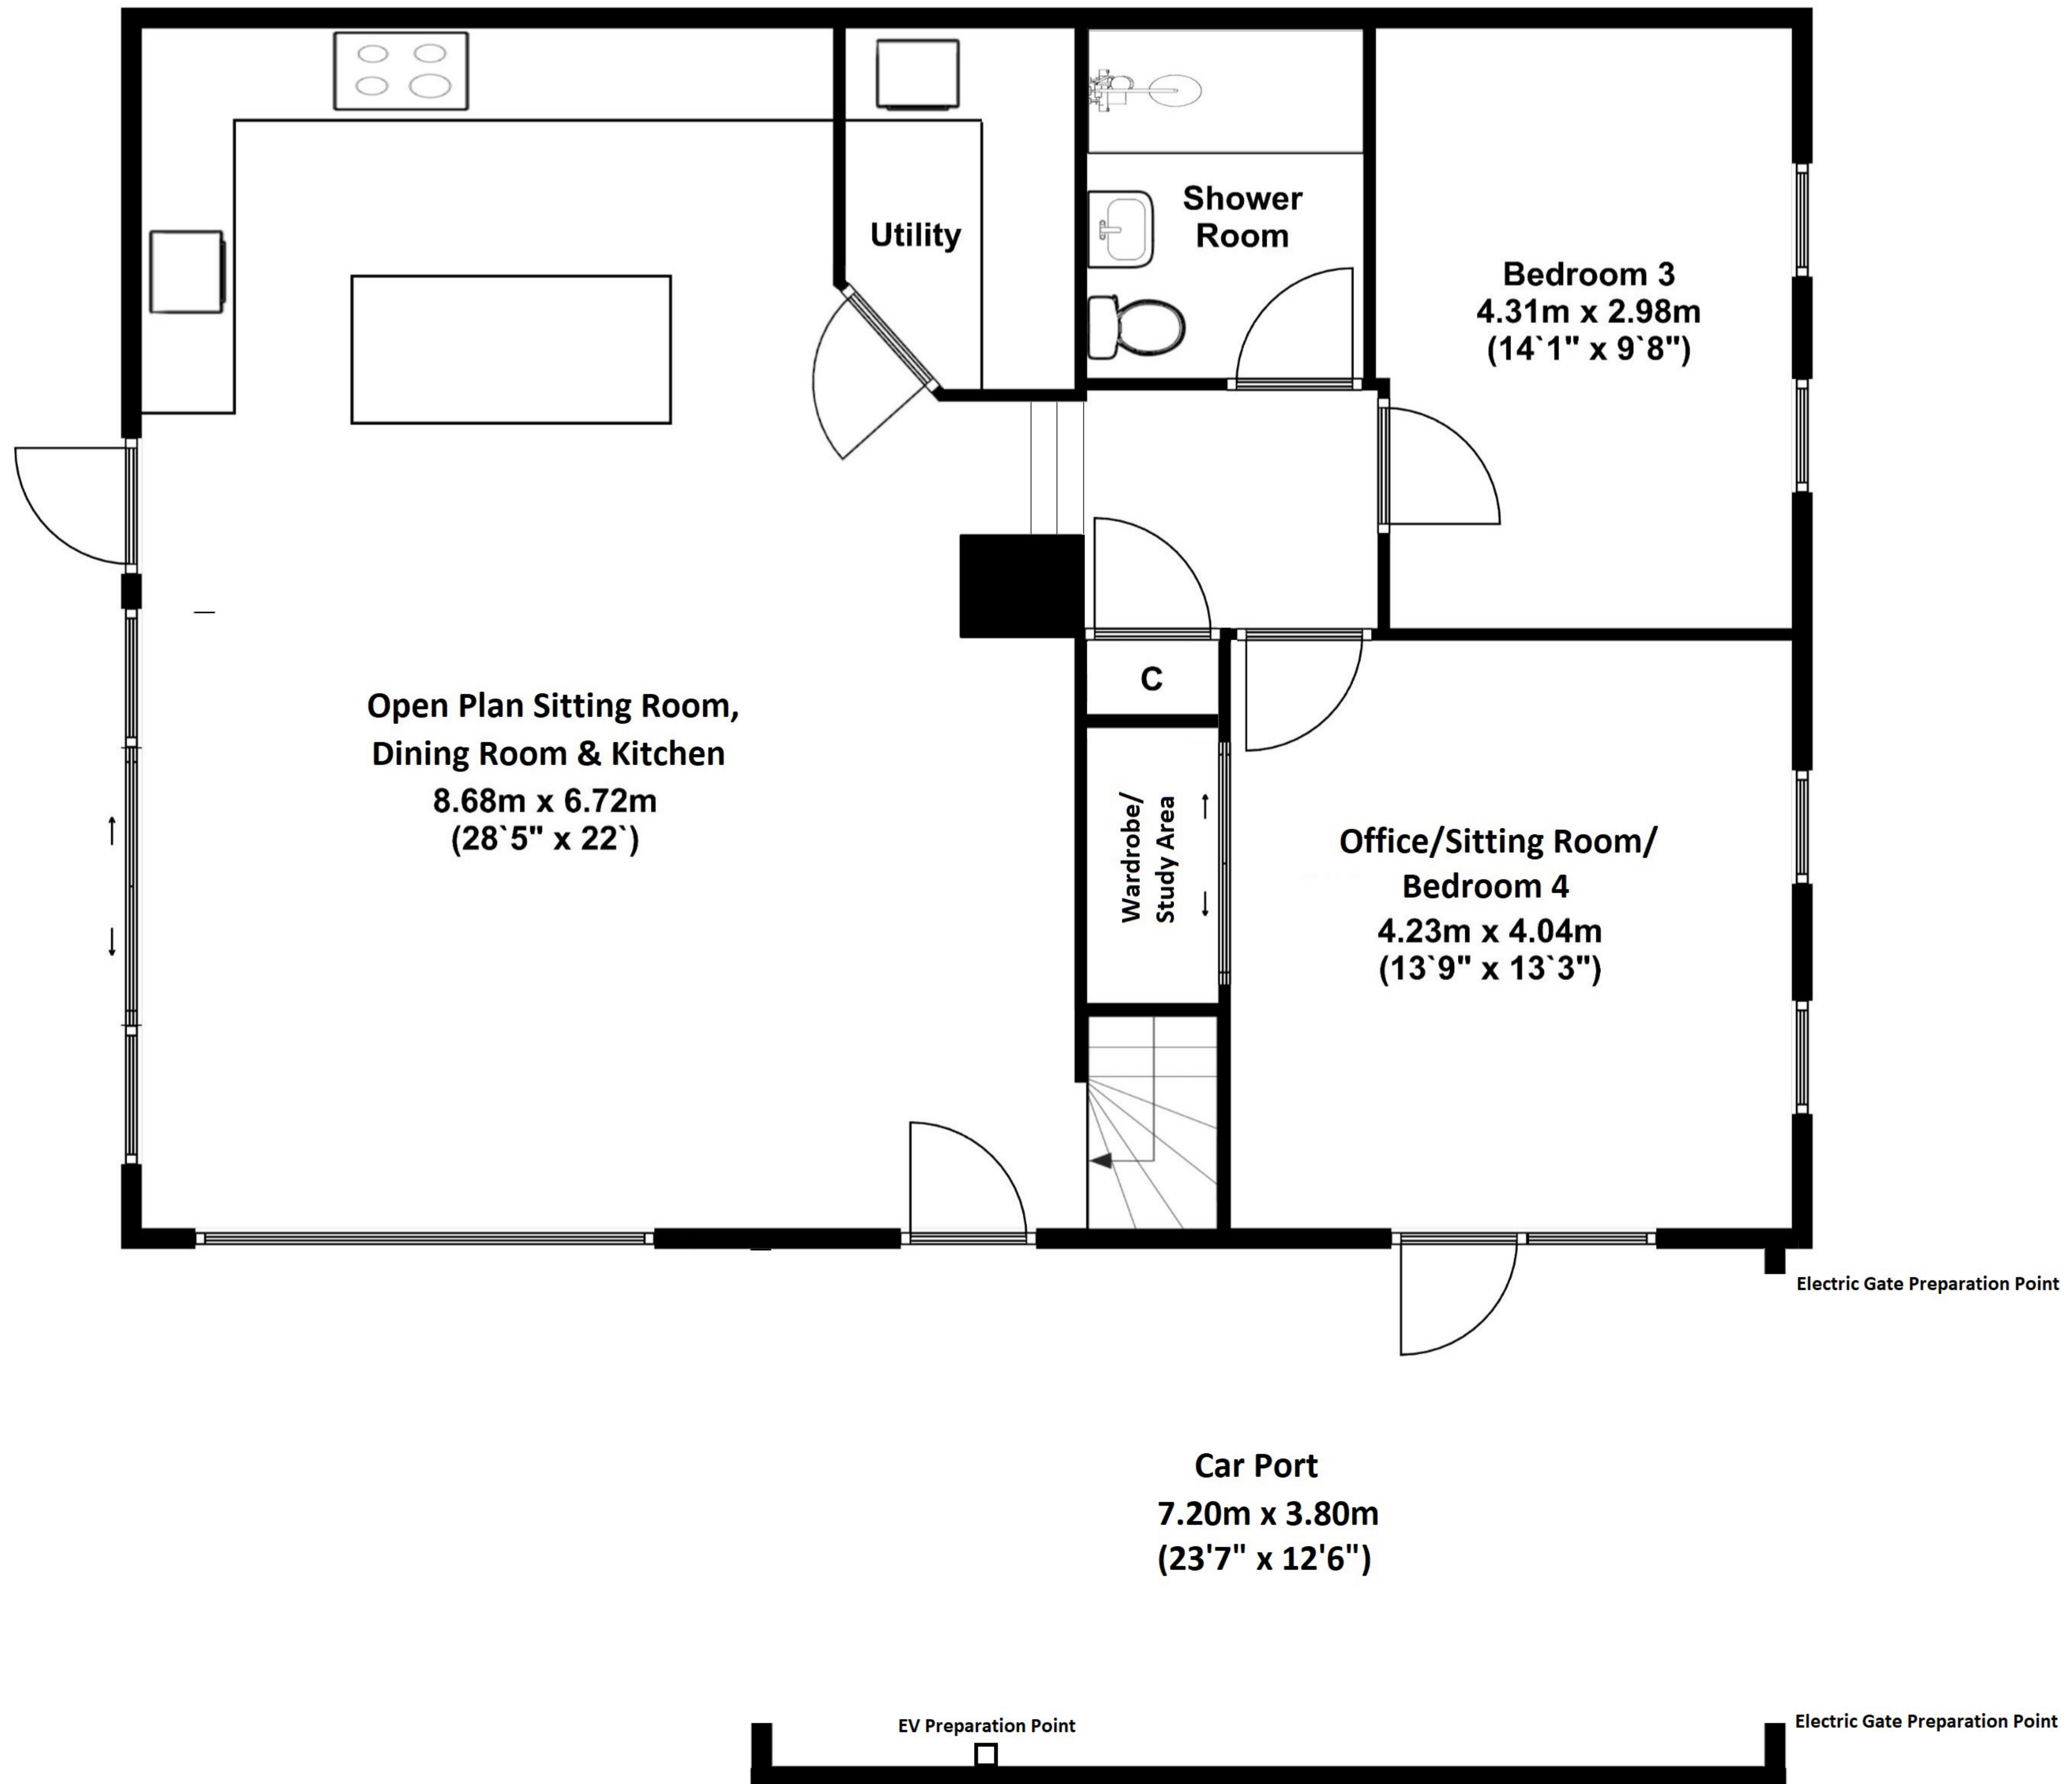 Utility
Shower
Room
Bedroom 3
4.31m x 2.98m
(14`1" x 9`8")
Open Plan Sitting Room,
Dining Room & Kitchen
8.68m x 6.72m
(28`5" x 22`)
C
Wardrobe/
Study Area
Office/Sitting Room/
Bedroom 4
4.23m x 4.04m
(13`9" x 13`3")
Electric Gate Preparation Point
Car Port
7.20m x 3.80m
(23'7" x 12'6")
EV Preparation Point
Electric Gate Preparation Point